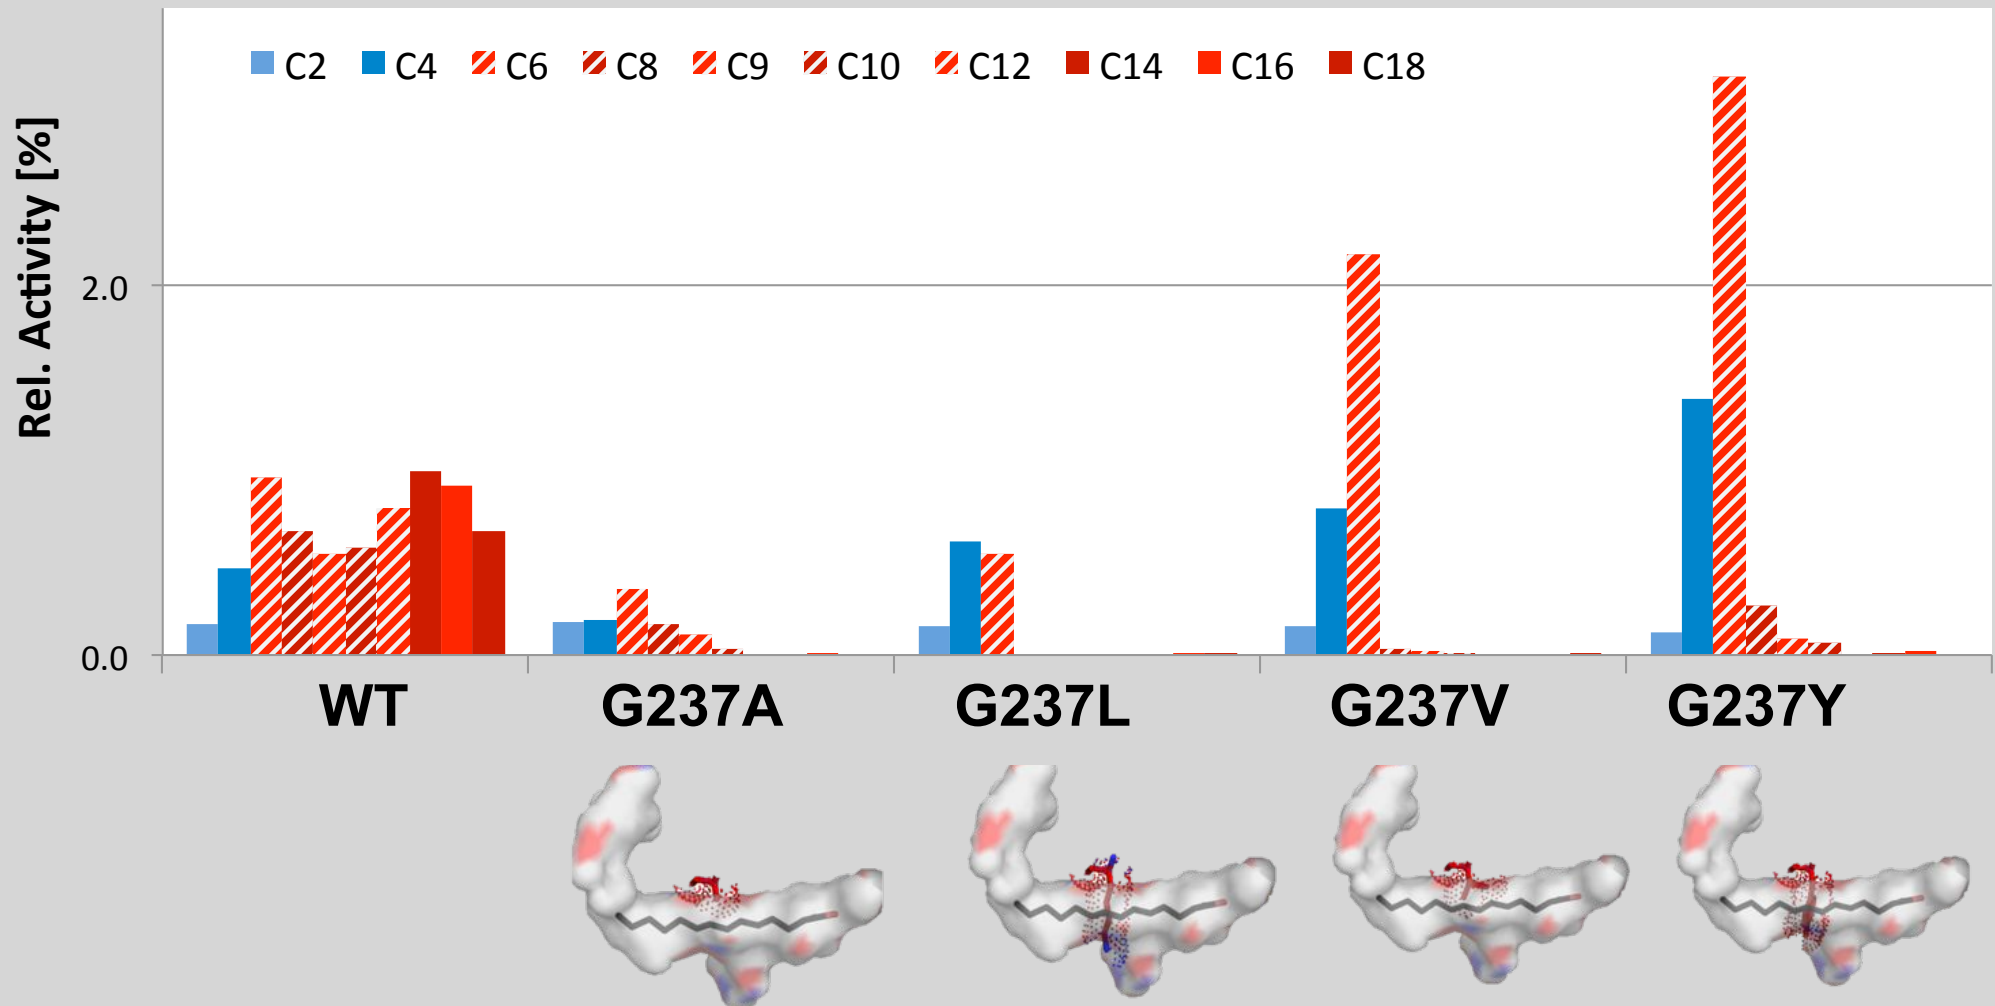 C2 C4 C6 C8 C9 C10 C12 C14 C16 C18
Rel. Activity [%]
2.0
0.0
WT G237A G237L G237V G237Y